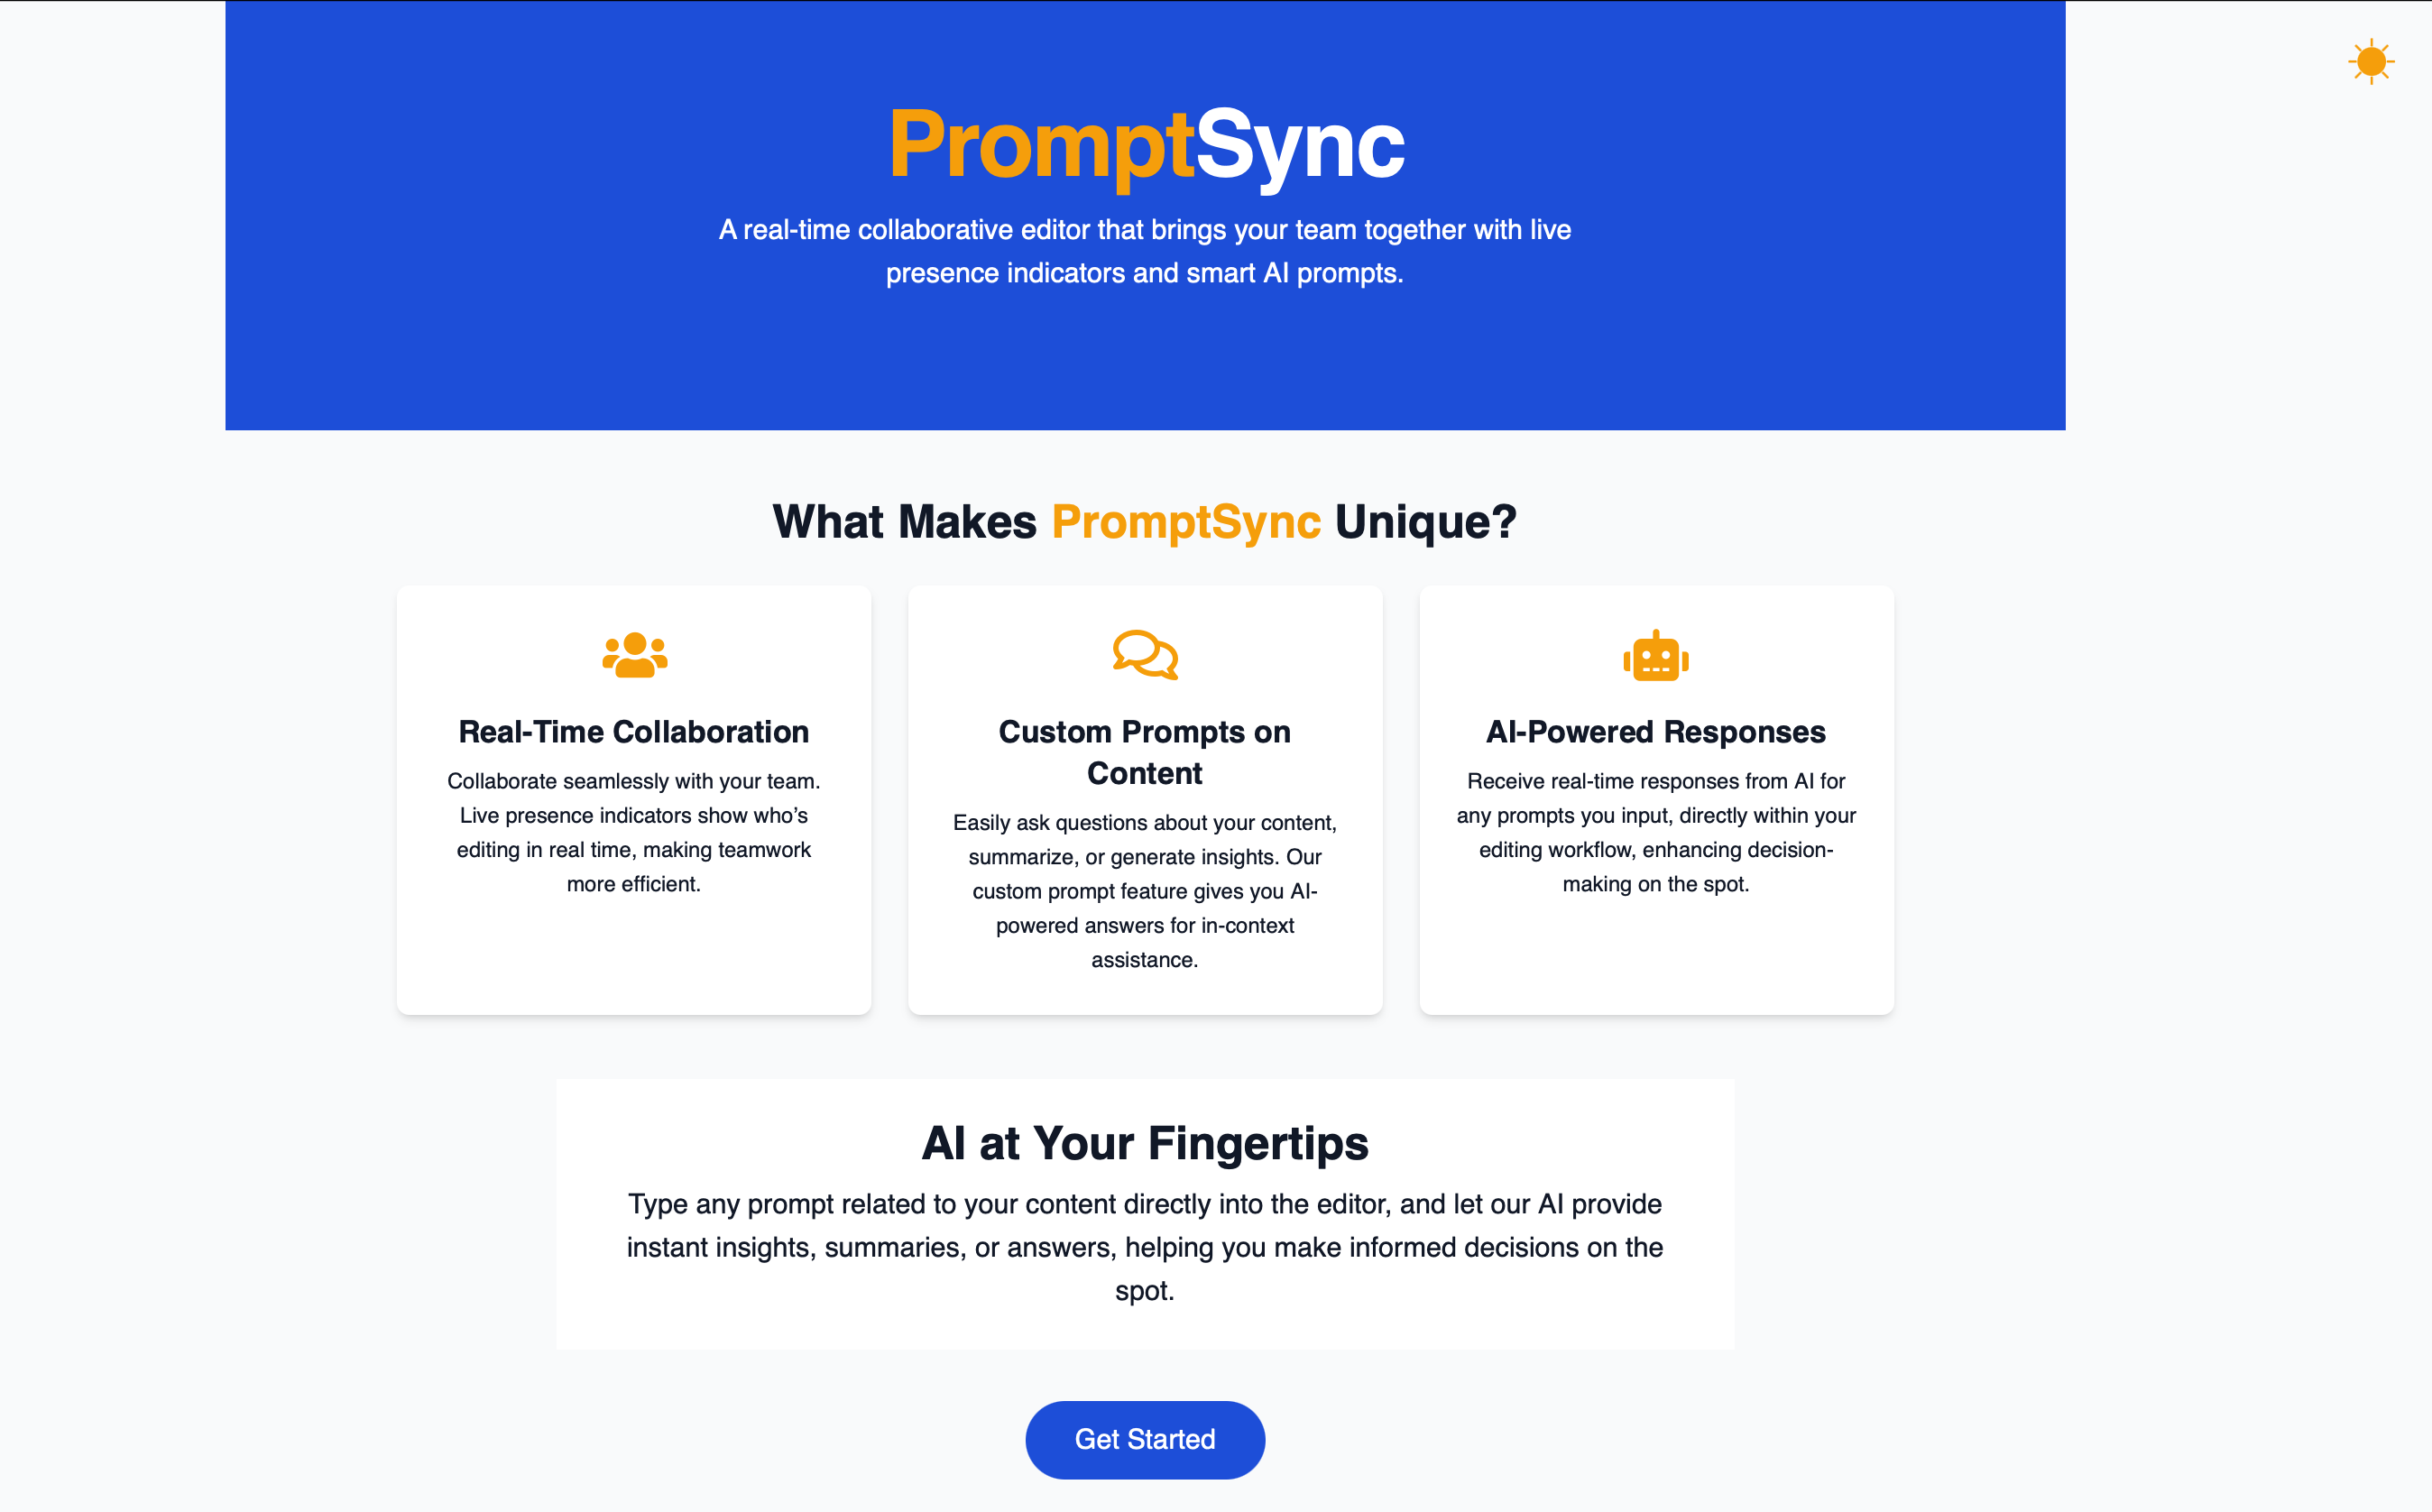 PromptSync
A real-time collaborative editor that brings your team together with live
presence indicators and smart AI prompts.
What Makes PromptSync Unique?
Real-Time Collaboration
Collaborate seamlessly with your team.
Live presence indicators show who’s
editing in real time, making teamwork
more efficient.
Custom Prompts on
Content
Easily ask questions about your content,
summarize, or generate insights. Our
custom prompt feature gives you AI-
powered answers for in-context
assistance.
AI-Powered Responses
Receive real-time responses from AI for
any prompts you input, directly within your
editing workflow, enhancing decision-
making on the spot.
AI at Your Fingertips
Type any prompt related to your content directly into the editor, and let our AI provide
instant insights, summaries, or answers, helping you make informed decisions on the
spot.
Get Started